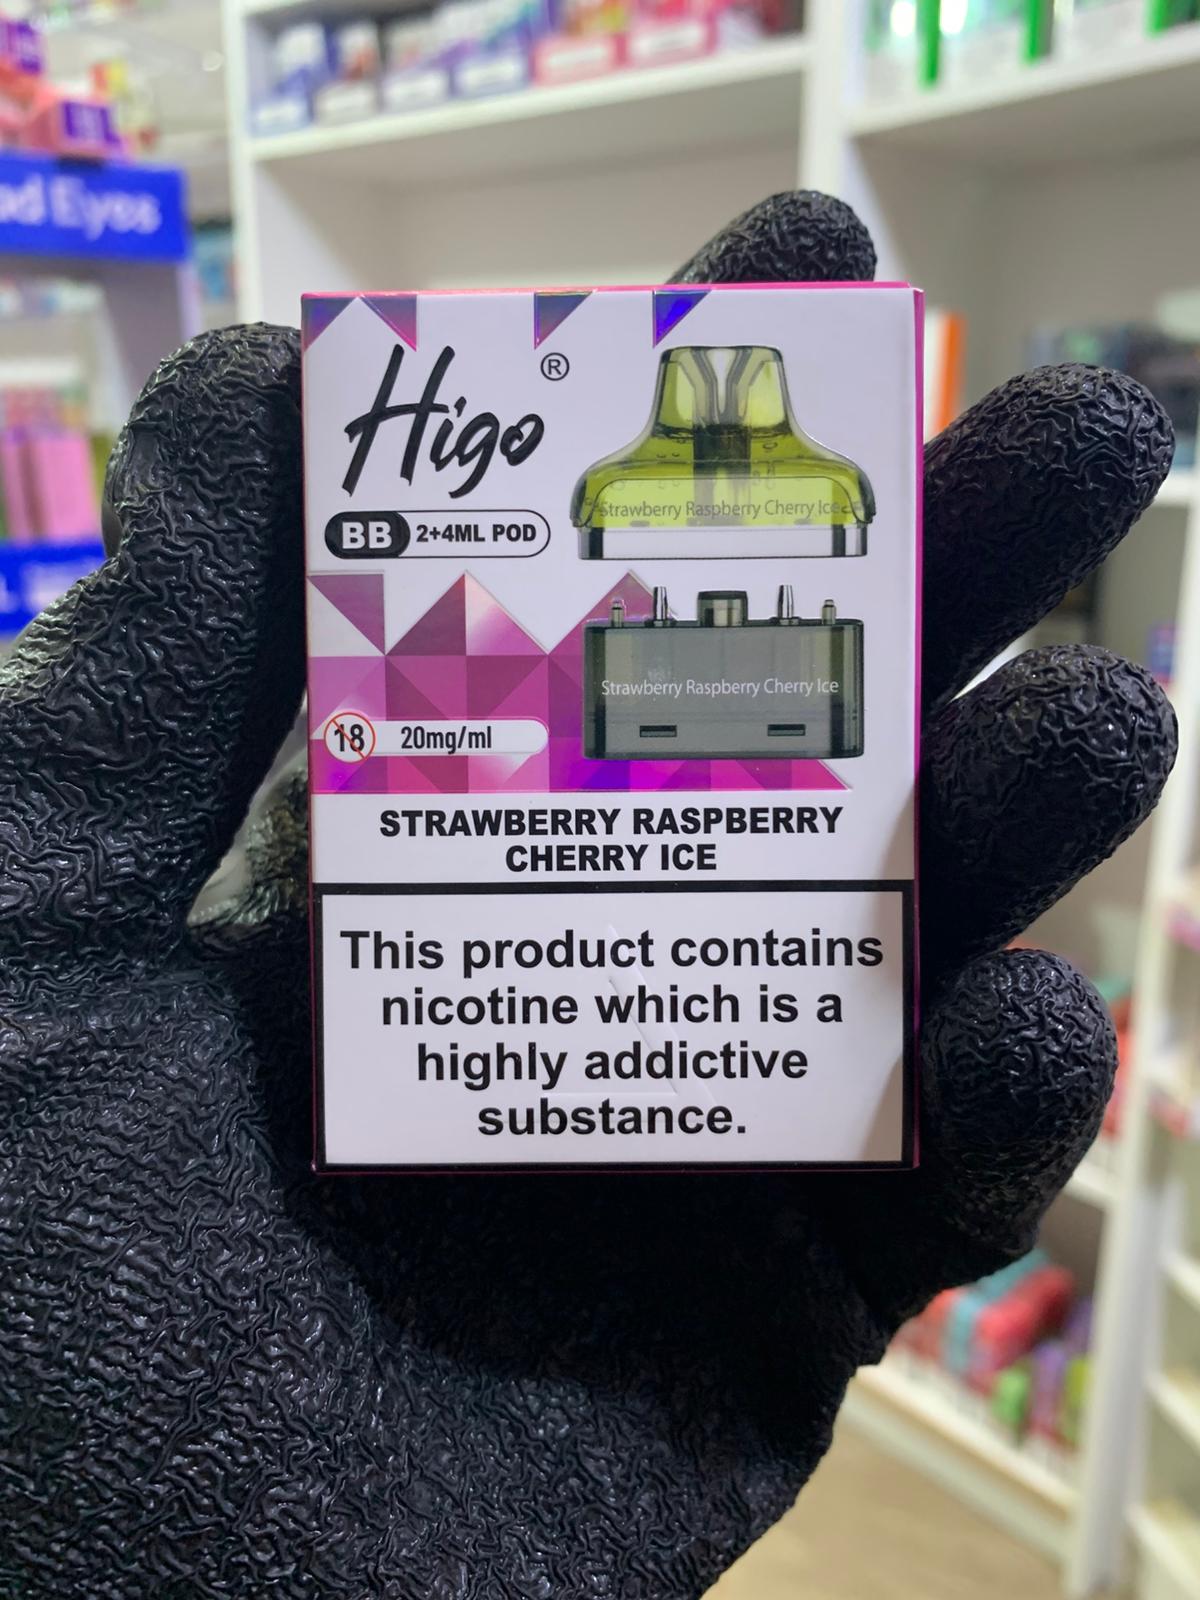 Eyes
Higo®
BB 2+4ML POD
Strawberry Raspberry Cherry Ice
Strawberry Raspberry Cherry Ice
18 20mg/ml
STRAWBERRY RASPBERRY
CHERRY ICE
This product contains
nicotine which is a
highly addictive
substance.